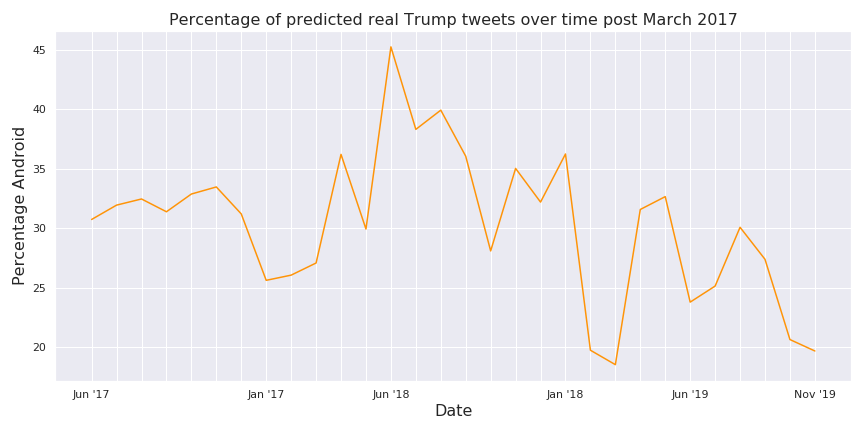 Percentage of predicted real Trump tweets over time post March 2017
Percentage Android
45
40
35
30
25
20
Jun '17 Jan '17 Jun '18 Jan '18 Jun '19 Nov '19
Date